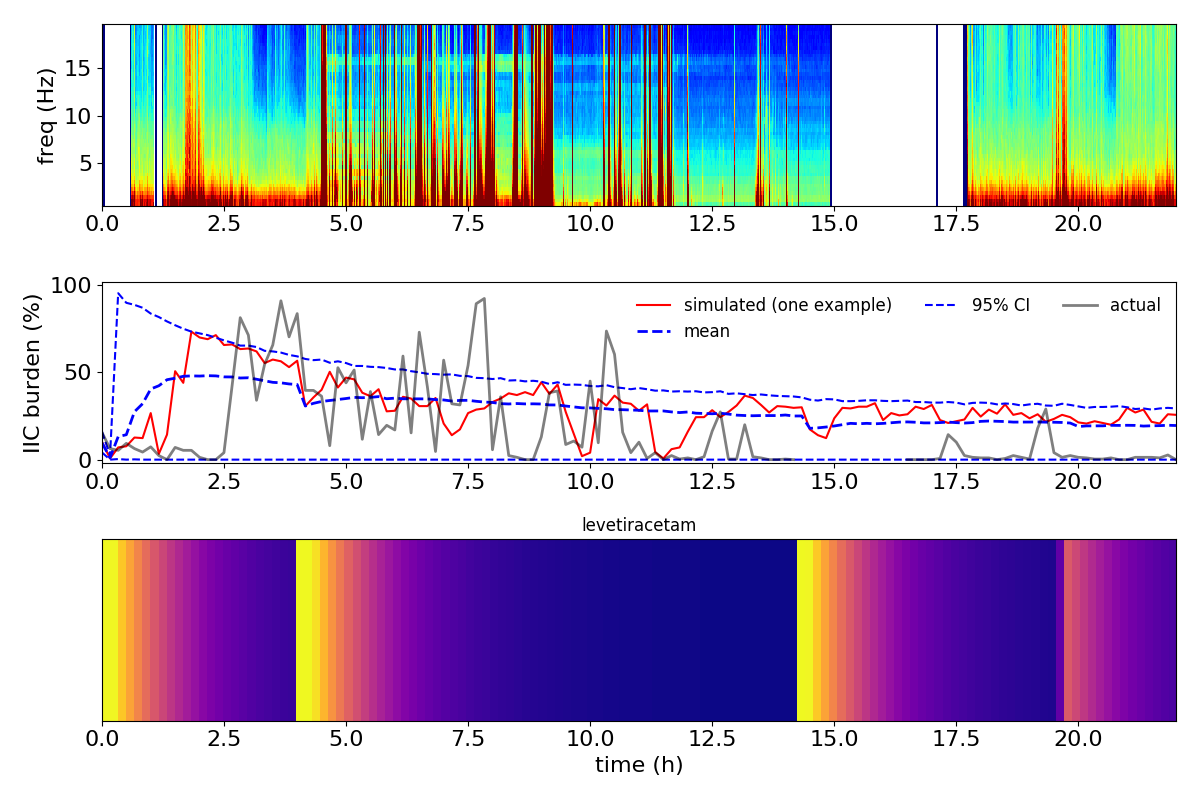 freq (Hz)
15
10
5
0.0 2.5 5.0 7.5 10.0 12.5 15.0 17.5 20.0
IIC burden (%)
100
50
0
simulated (one example)
mean
95% CI
actual
0.0 2.5 5.0 7.5 10.0 12.5 15.0 17.5 20.0
levetiracetam
0.0 2.5 5.0 7.5 10.0 12.5 15.0 17.5 20.0
time (h)